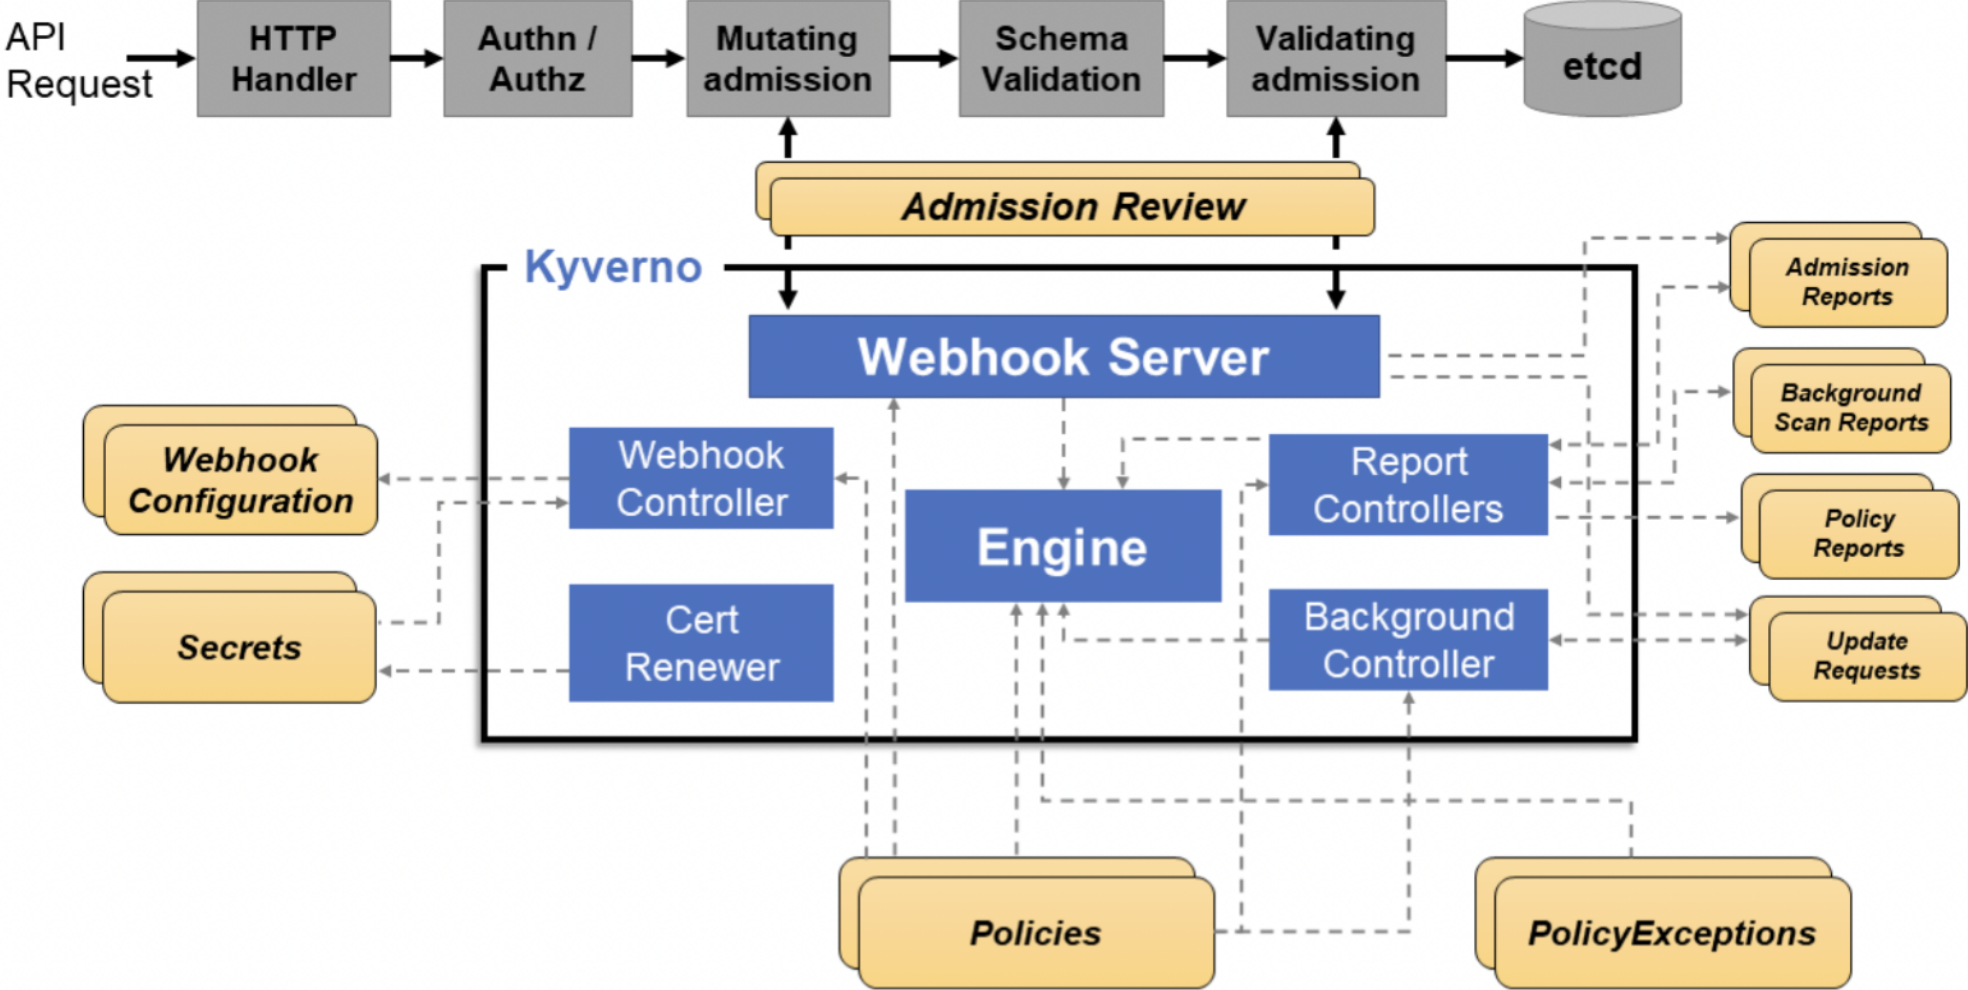 API
Request
HTTP
Handler
Authn /
Authz
Mutating
admission
Schema
Validation
Validating
admission
etcd
Admission Review
Kyverno
Webhook Server
Admission
Reports
Background
Scan Reports
Policy
Reports
Update
Requests
Webhook
Configuration
Secrets
Webhook
Controller
Cert
Renewer
Engine
Report
Controllers
Background
Controller
Policies
PolicyExceptions